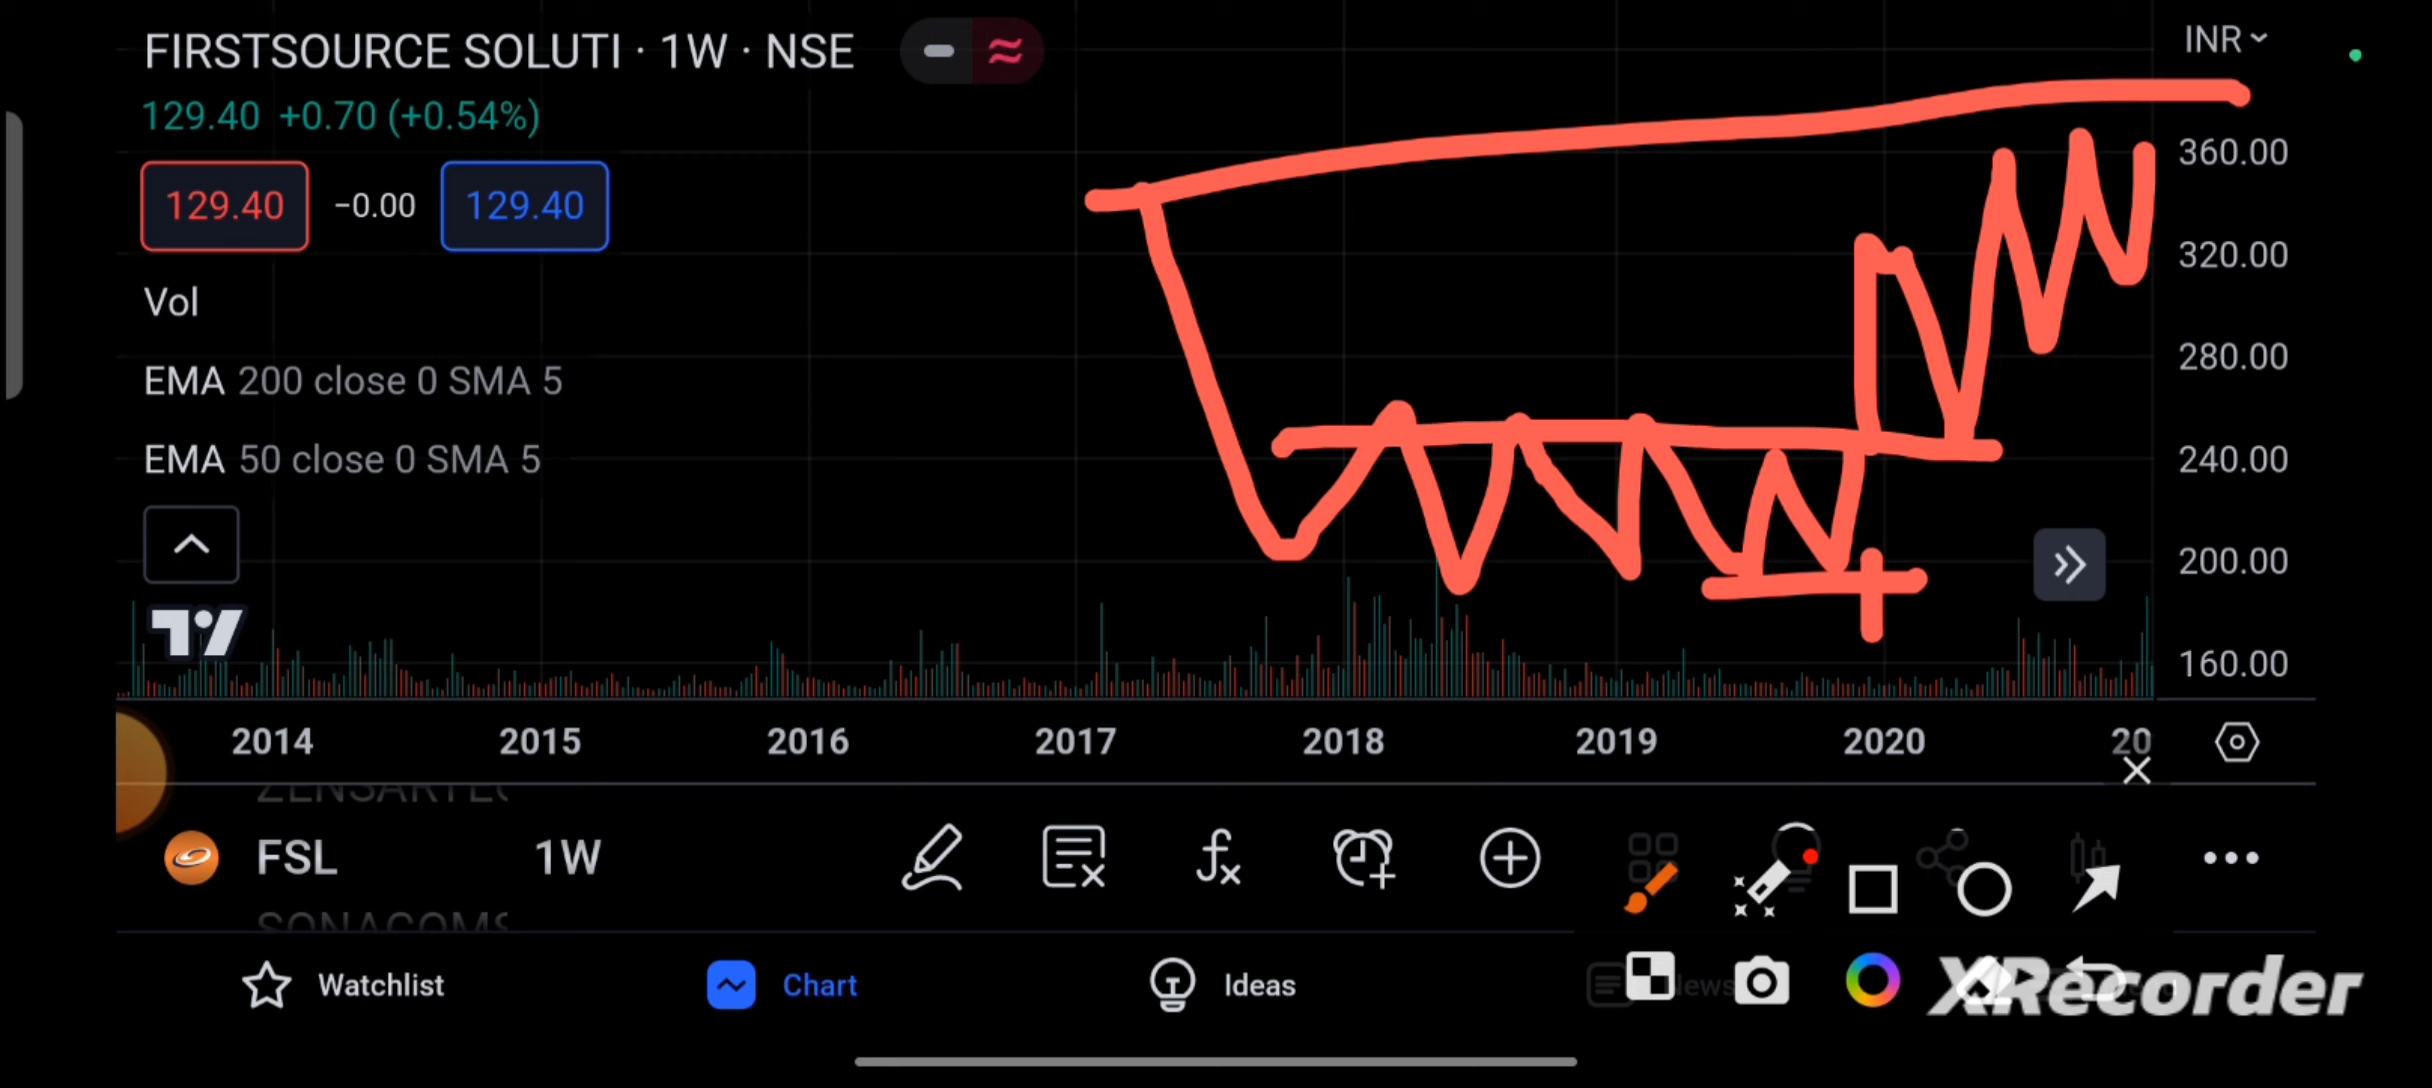 FIRSTSOURCE SOLUTI · 1W · NSE
INR
129.40 +0.70 (+0.54%)
129.40 −0.00 129.40
Vol
EMA 200 close 0 SMA 5
EMA 50 close 0 SMA 5
360.00
320.00
280.00
240.00
200.00
160.00
2014 2015 2016 2017 2018 2019 2020 20
FSL 1W
Watchlist Chart Ideas
XRecorder